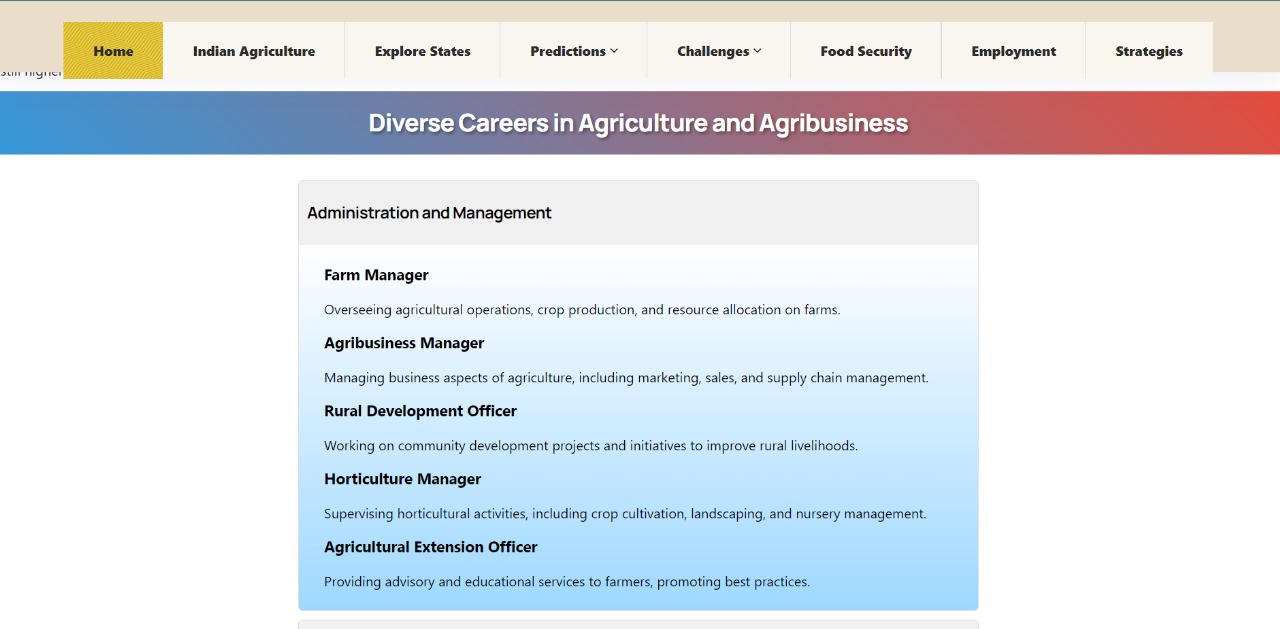 Home Indian Agriculture Explore States Predictions Challenges Food Security Employment Strategies
still higher
Diverse Careers in Agriculture and Agribusiness
Administration and Management
Farm Manager
Overseeing agricultural operations, crop production, and resource allocation on farms.
Agribusiness Manager
Managing business aspects of agriculture, including marketing, sales, and supply chain management.
Rural Development Officer
Working on community development projects and initiatives to improve rural livelihoods.
Horticulture Manager
Supervising horticultural activities, including crop cultivation, landscaping, and nursery management.
Agricultural Extension Officer
Providing advisory and educational services to farmers, promoting best practices.